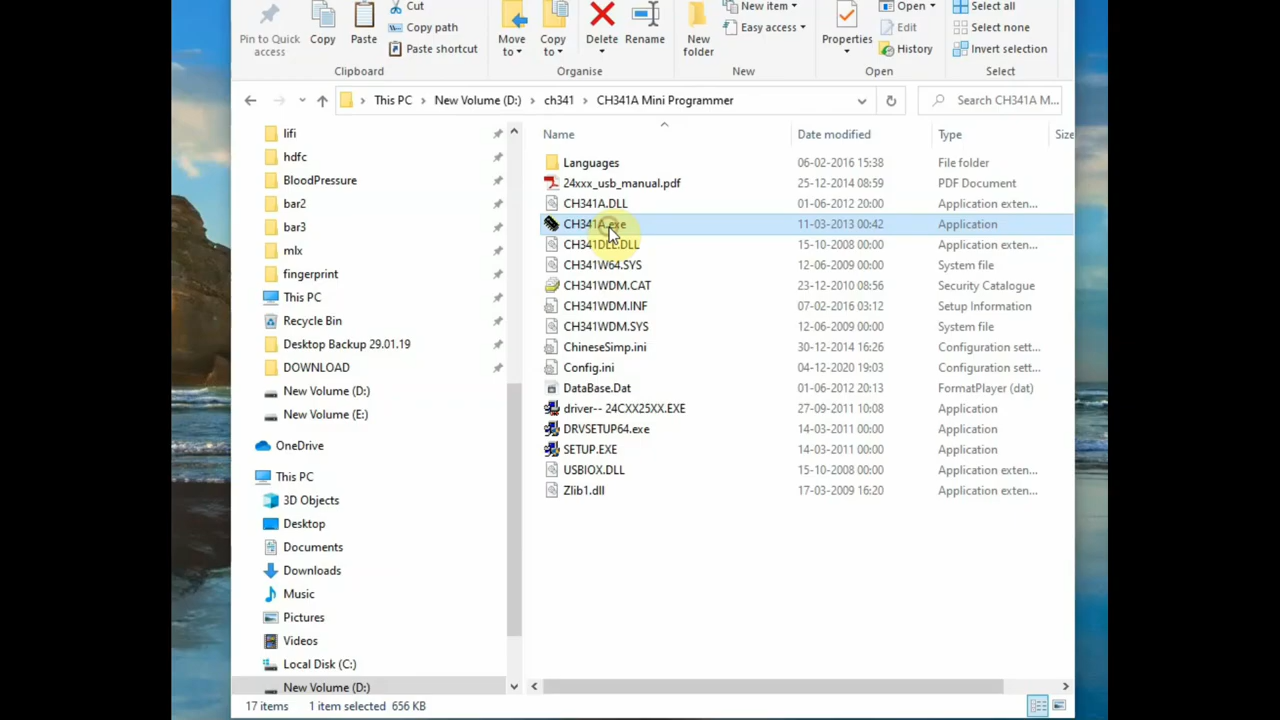 Pin to Quick access
Copy
Paste
Cut
Copy path
Paste shortcut
Clipboard
Move to
Copy to
Delete
Rename
Organise
New folder
New item
Easy access
New
Properties
Open
Edit
History
Open
Select all
Select none
Invert selection
Select
This PC > New Volume (D:) > ch341 > CH341A Mini Programmer
Search CH341A M...
Name Date modified Type Size
Languages 06-02-2016 15:38 File folder
24xxx_usb_manual.pdf 25-12-2014 08:59 PDF Document
CH341A.DLL 01-06-2012 20:00 Application exten...
CH341A.exe 11-03-2013 00:42 Application
CH341DLL.DLL 15-10-2008 00:00 Application exten...
CH341W64.SYS 12-06-2009 00:00 System file
CH341WDM.CAT 23-12-2010 08:56 Security Catalogue
CH341WDM.INF 07-02-2016 03:12 Setup Information
CH341WDM.SYS 12-06-2009 00:00 System file
ChineseSimp.ini 30-12-2014 16:26 Configuration sett...
Config.ini 04-12-2020 19:03 Configuration sett...
DataBase.Dat 01-06-2012 20:13 FormatPlayer (dat)
driver-- 24CXX25XX.EXE 27-09-2011 10:08 Application
DRVSETUP64.exe 14-03-2011 00:00 Application
SETUP.EXE 14-03-2011 00:00 Application
USBIOX.DLL 15-10-2008 00:00 Application exten...
Zlib1.dll 17-03-2009 16:20 Application exten...
lifi
hdfc
BloodPressure
bar2
bar3
mlx
fingerprint
This PC
Recycle Bin
Desktop Backup 29.01.19
DOWNLOAD
New Volume (D:)
New Volume (E:)
OneDrive
This PC
3D Objects
Desktop
Documents
Downloads
Music
Pictures
Videos
Local Disk (C:)
New Volume (D:)
17 items 1 item selected 656 KB